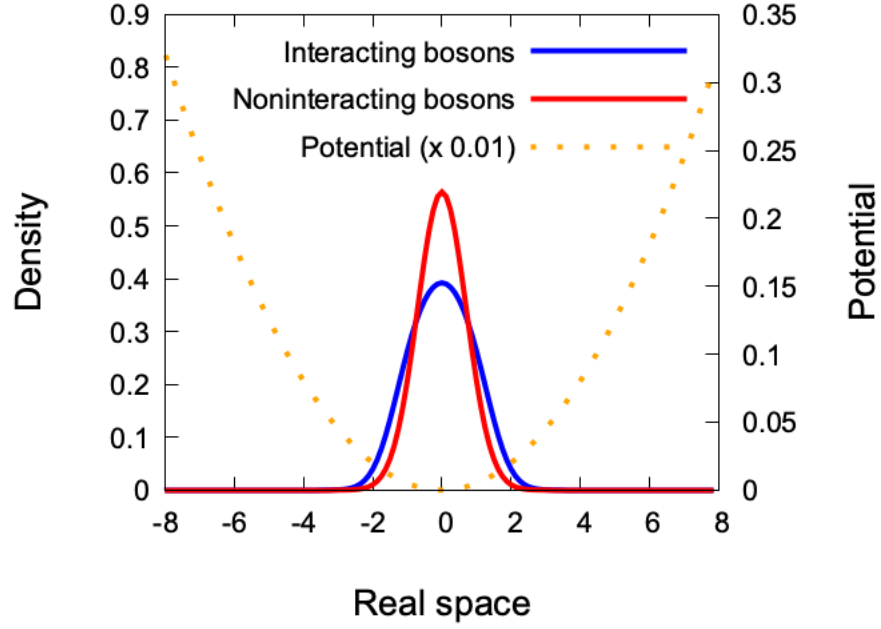 Interacting bosons
Noninteracting bosons
Potential (x 0.01)
0.9
0.8
0.7
0.6
0.5
0.4
0.3
0.2
0.1
0
Density
0.35
0.3
0.25
0.2
0.15
0.1
0.05
0
Potential
-8 -6 -4 -2 0 2 4 6 8
Real space